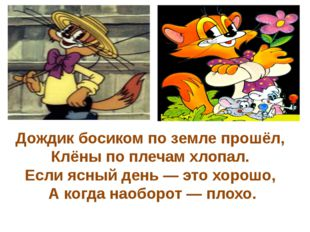 Дождик босиком по земле прошёл,
Клёны по плечам хлопал.
Если ясный день — это хорошо,
А когда наоборот — плохо.